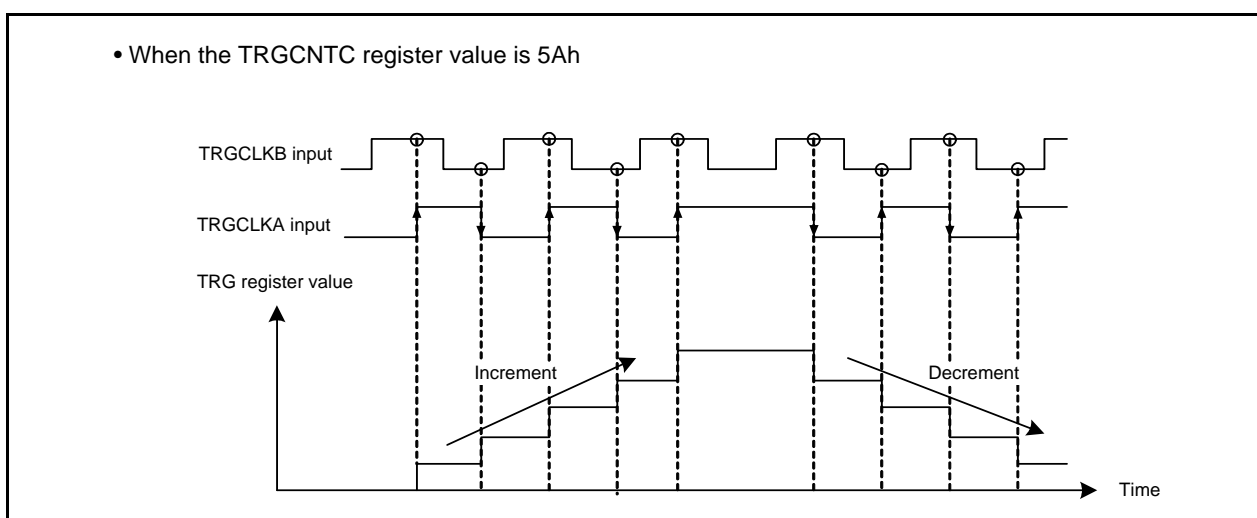 • When the TRGCNTC register value is 5Ah
TRGCLKB input
TRGCLKA input
TRG register value
Increment
Decrement
Time